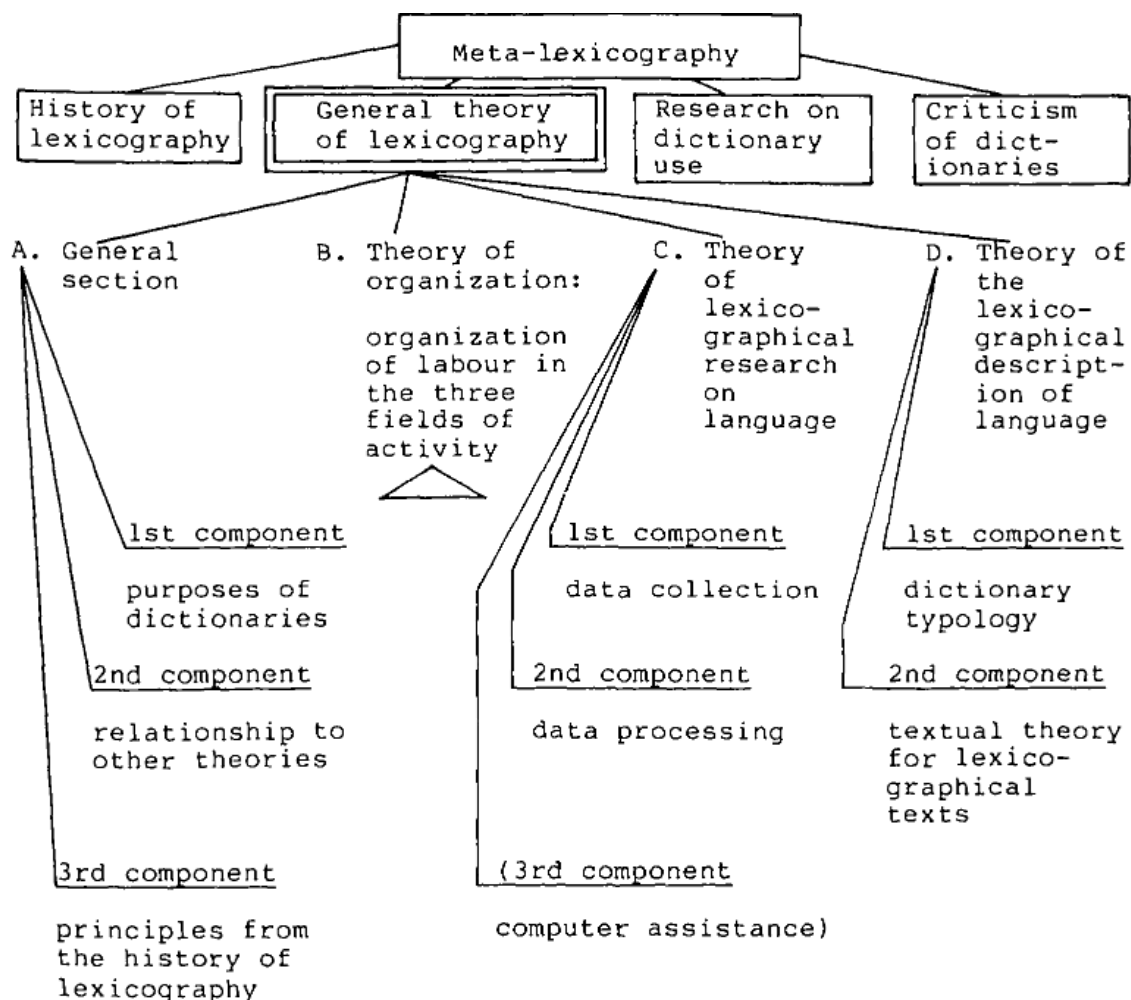 Meta-lexicography
History of
lexicography
General theory
of lexicography
Research on
dictionary
use
Criticism
of dict-
ionaries
A. General
section
B. Theory of
organization:
organization
of labour in
the three
fields of
activity
C. Theory
of
lexico-
graphical
research
on
language
D. Theory of
the
lexico-
graphical
descript-
ion of
language
1st component
purposes of
dictionaries
2nd component
relationship to
other theories
3rd component
principles from
the history of
lexicography
1st component
data collection
2nd component
data processing
(3rd component
computer assistance)
1st component
dictionary
typology
2nd component
textual theory
for lexico-
graphical
texts